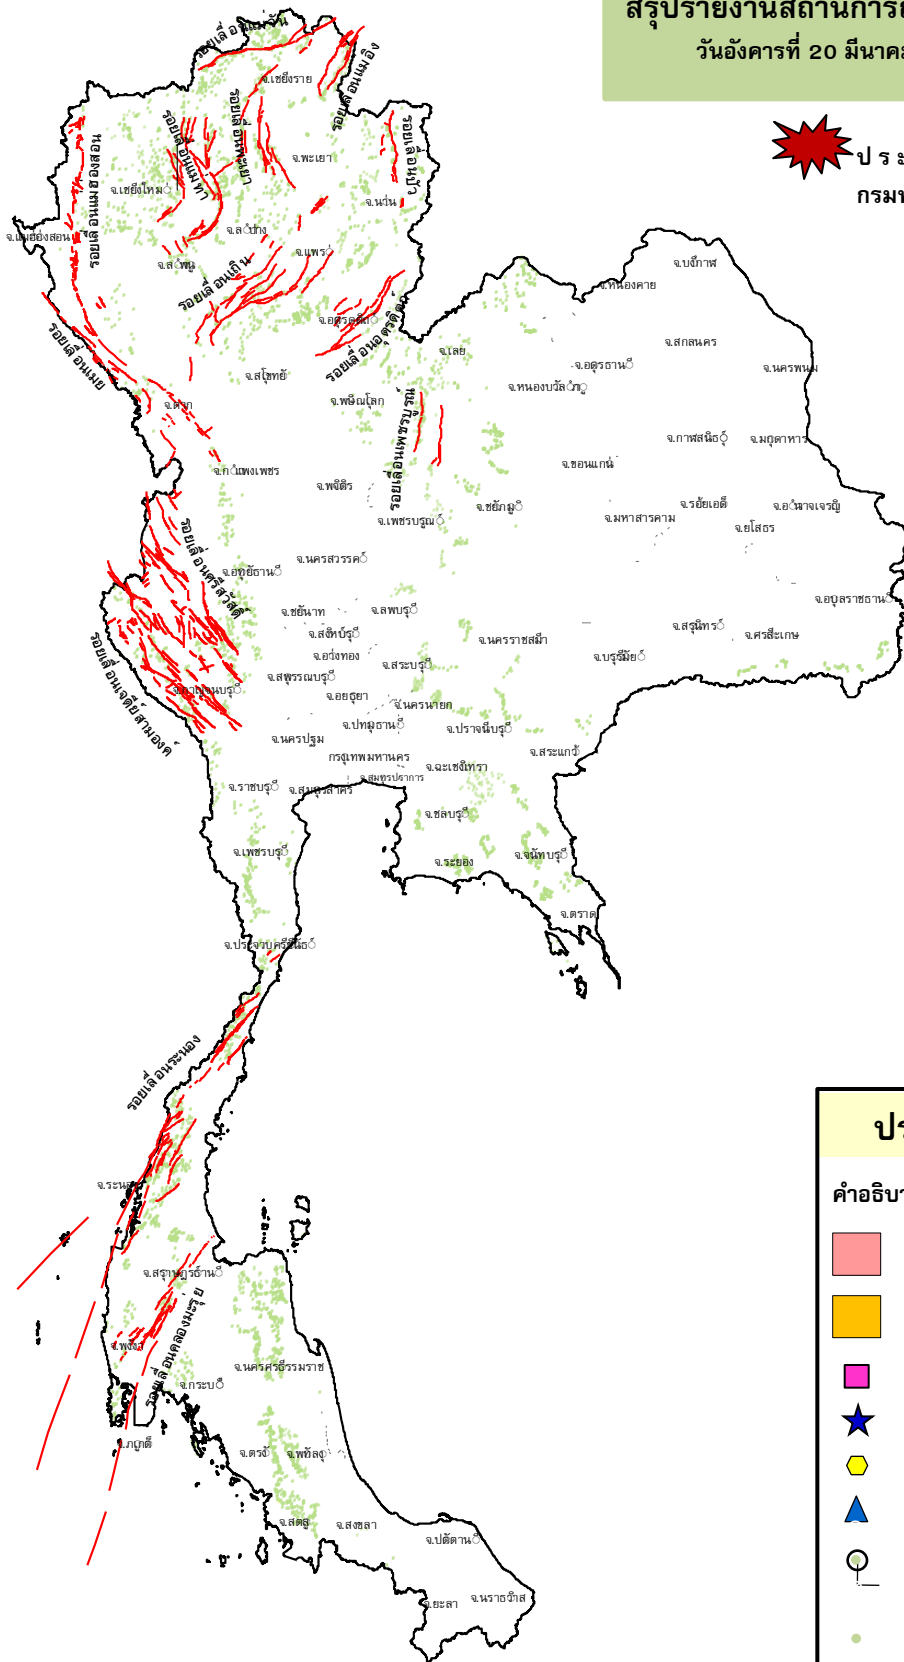 สรุปรายงานสถานการณ์
วันอังคารที่ 20 มีนาคม
ประ
กรมท
รอยเลื่อนแม่จัน
รอยเลื่อนแม่อิง
จ.เชียงราย
รอยเลื่อนแม่ฮ่องสอน
รอยเลื่อนแม่ทา
รอยเลื่อนพะเยา
รอยเลื่อนปัว
จ.พะเยา
จ.เชียงใหม่
จ.น่าน
จ.แม่ฮ่องสอน
จ.ลำปาง
จ.แพร่
จ.ลำพูน
รอยเลื่อนเถิน
จ.บึงกาฬ
จ.หนองคาย
จ.อุตรดิตถ์
รอยเลื่อนอุตรดิตถ์
รอยเลื่อนเมย
จ.เลย
จ.สกลนคร
จ.อุดรธานี
จ.นครพนม
จ.สุโขทัย
จ.หนองบัวลำภู
จ.ตาก
จ.พิษณุโลก
รอยเลื่อนเพชรบูรณ์
จ.กาฬสินธุ์
จ.มุกดาหาร
จ.กำแพงเพชร
จ.ขอนแก่น
จ.พิจิตร
จ.เพชรบูรณ์
จ.ชัยภูมิ
จ.ร้อยเอ็ด
จ.อำนาจเจริญ
จ.มหาสารคาม
จ.ยโสธร
รอยเลื่อนศรีสวัสดิ์
จ.นครสวรรค์
จ.อุทัยธานี
จ.อุบลราชธานี
จ.ชัยนาท
จ.ลพบุรี
จ.สิงห์บุรี
จ.นครราชสีมา
จ.สุรินทร์
จ.ศรีสะเกษ
จ.อ่างทอง
จ.สระบุรี
จ.บุรีรัมย์
รอยเลื่อนเจดีย์สามองค์
จ.กาญจนบุรี
จ.สุพรรณบุรี
จ.อยุธยา
จ.นครนายก
จ.ปทุมธานี
จ.ปราจีนบุรี
จ.นครปฐม
กรุงเทพมหานคร
จ.สระแก้ว
จ.ฉะเชิงเทรา
จ.สมุทรปราการ
จ.ราชบุรี
จ.สมุทรสาคร
จ.ชลบุรี
จ.เพชรบุรี
จ.ระยอง
จ.จันทบุรี
จ.ตราด
จ.ประจวบคีรีขันธ์
รอยเลื่อนระนอง
จ.ระนอง
จ.สุราษฎร์ธานี
รอยเลื่อนคลองมะรุ่ย
จ.พังงา
จ.นครศรีธรรมราช
จ.กระบี่
จ.ภูเก็ต
จ.ตรัง
จ.พัทลุง
จ.สตูล
จ.สงขลา
จ.ปัตตานี
จ.ยะลา
จ.นราธิวาส
ปร
คำอธิบา